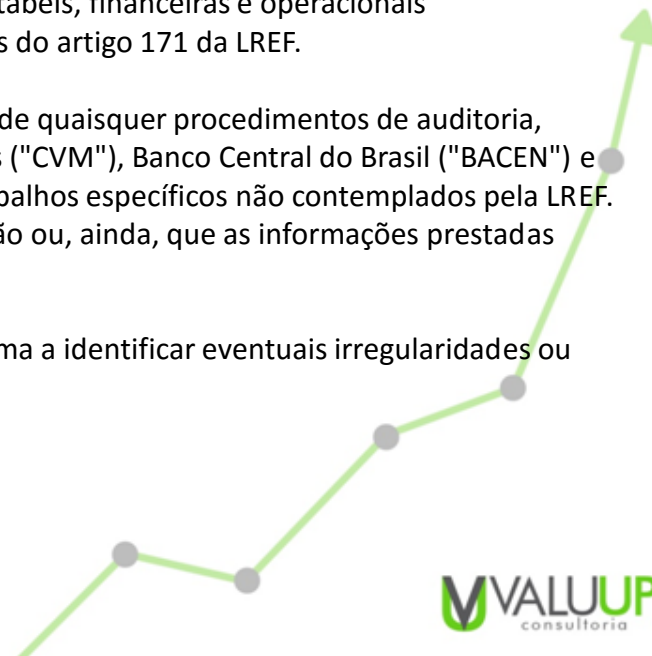 tábeis, financeiras e operacionais
s do artigo 171 da LREF.
de quaisquer procedimentos de auditoria,
s ("CVM"), Banco Central do Brasil ("BACEN") e
balhos específicos não contemplados pela LREF.
ão ou, ainda, que as informações prestadas
ma a identificar eventuais irregularidades ou
VALUUP
consultoria